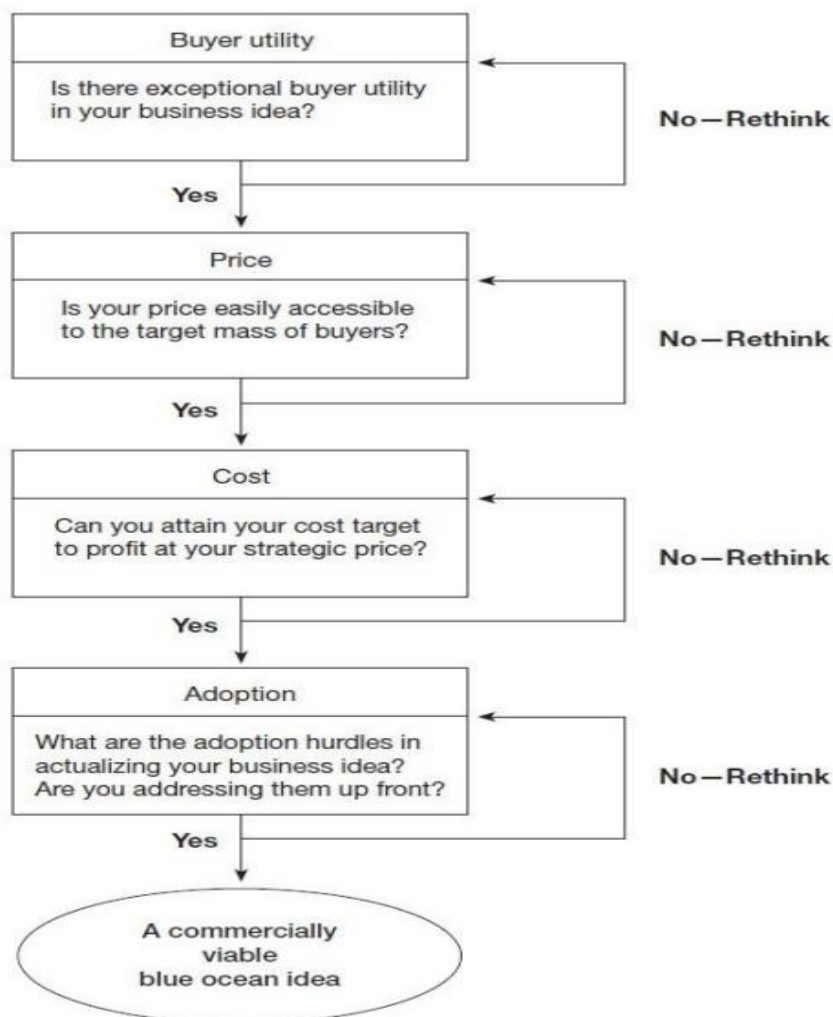 Buyer utility
Is there exceptional buyer utility
in your business idea?
No—Rethink
Yes
Price
Is your price easily accessible
to the target mass of buyers?
No—Rethink
Yes
Cost
Can you attain your cost target
to profit at your strategic price?
No—Rethink
Yes
Adoption
What are the adoption hurdles in
actualizing your business idea?
Are you addressing them up front?
No—Rethink
Yes
A commercially
viable
blue ocean idea